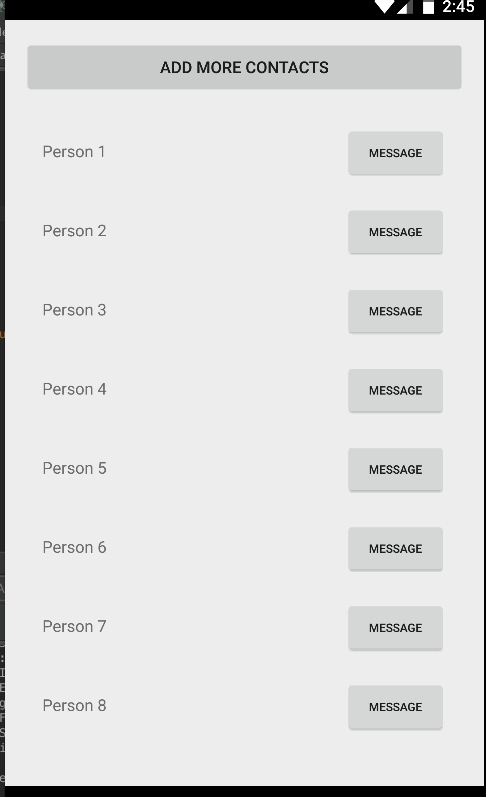 2:45
ADD MORE CONTACTS
Person 1 MESSAGE
Person 2 MESSAGE
Person 3 MESSAGE
Person 4 MESSAGE
Person 5 MESSAGE
Person 6 MESSAGE
Person 7 MESSAGE
Person 8 MESSAGE